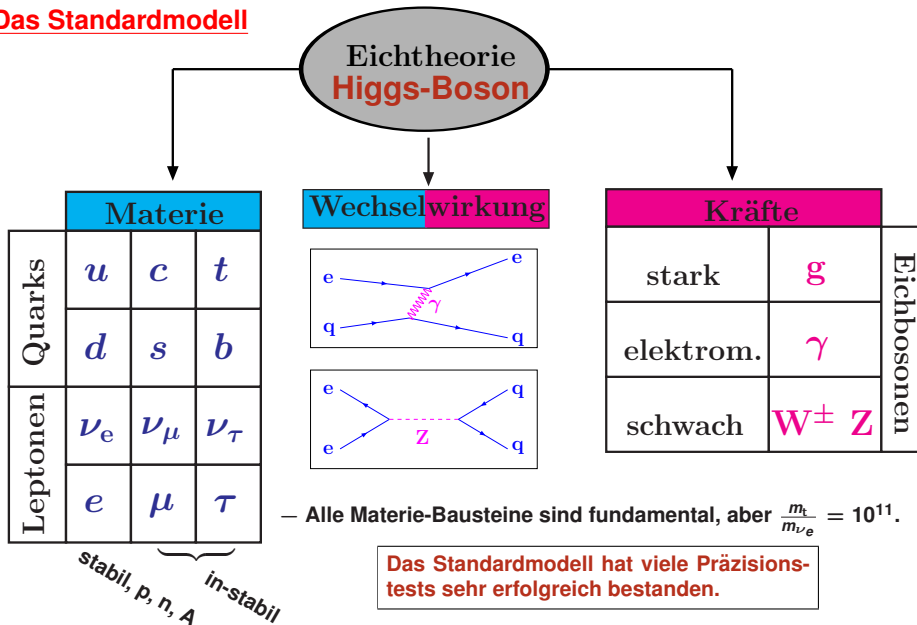 Das Standardmodell
Eichtheorie
Higgs-Boson
Materie
Quarks
u c t
d s b
Leptonen
νe νμ ντ
e μ τ
stabil, p, n, A
in-stabil
Wechselwirkung
e
e
γ
q
q
e
q
Z
e
q
Kräfte
stark g
elektrom. γ
schwach W± Z
Eichbosonen
– Alle Materie-Bausteine sind fundamental, aber mt/mνe = 10¹¹.
Das Standardmodell hat viele Präzisions-
tests sehr erfolgreich bestanden.